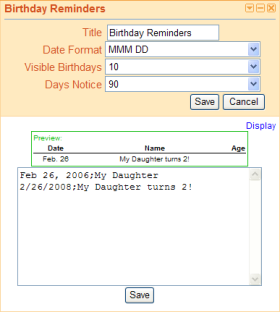 Birthday Reminders
Title Birthday Reminders
Date Format MMM DD
Visible Birthdays 10
Days Notice 90
Save Cancel
Display
Preview:
Date Name Age
Feb. 26 My Daughter turns 2!
Feb 26, 2006;My Daughter
2/26/2008;My Daughter turns 2!
Save